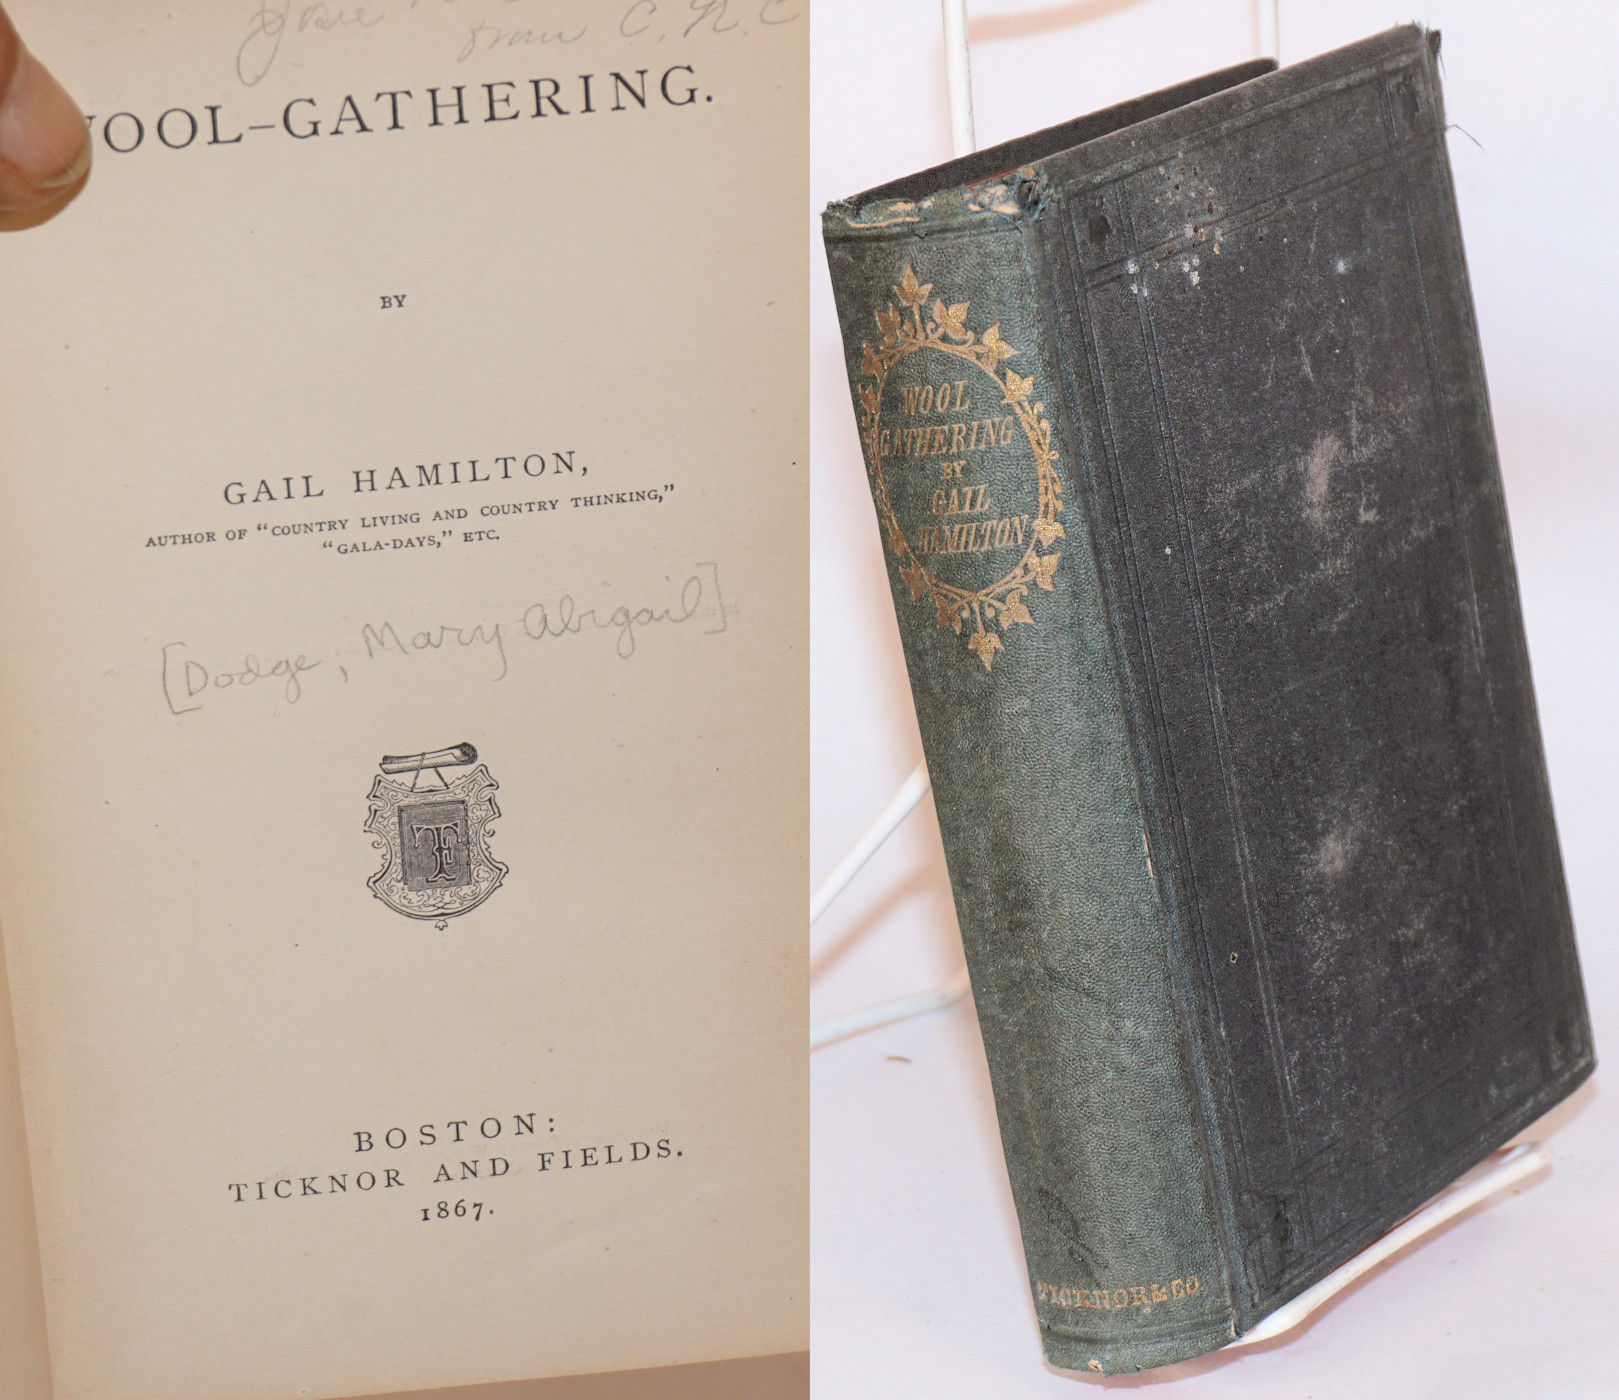 Josie
from C. N. C
WOOL-GATHERING.
BY
GAIL HAMILTON,
AUTHOR OF "COUNTRY LIVING AND COUNTRY THINKING,"
"GALA-DAYS," ETC.
[Dodge, Mary Abigail]
TF
BOSTON:
TICKNOR AND FIELDS.
1867.
WOOL
GATHERING
BY
GAIL
HAMILTON
TICKNOR & CO.